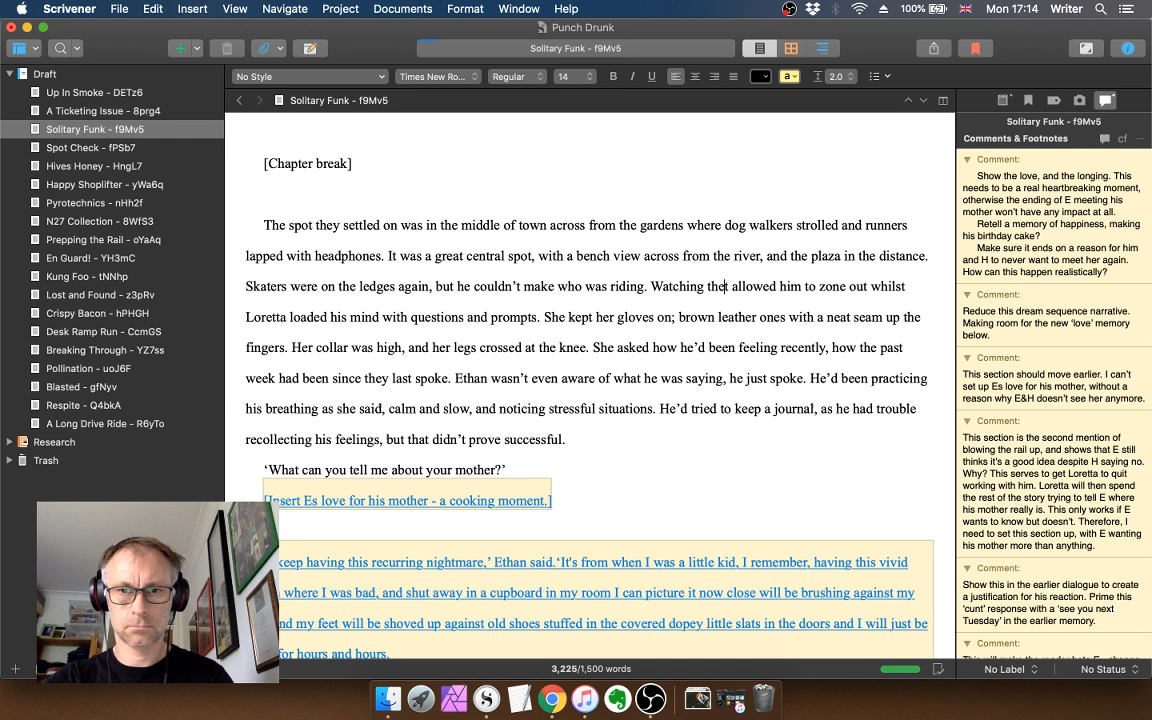 Scrivener File Edit Insert View Navigate Project Documents Format Window Help 100% Mon 17:14 Writer
Punch Drunk
Solitary Funk - f9Mv5
Draft
Up In Smoke - DETz6
A Ticketing Issue - 8prg4
Solitary Funk - f9Mv5
Spot Check - fPSb7
Hives Honey - HngL7
Happy Shoplifter - yWa6q
Pyrotechnics - nHh2f
N27 Collection - 8WfS3
Prepping the Rail - oYaAq
En Guard! - YH3mC
Kung Foo - tNNhp
Lost and Found - z3pRv
Crispy Bacon - hPHGH
Desk Ramp Run - CcmGS
Breaking Through - YZ7ss
Pollination - uoJ6F
Blasted - gfNyv
Respite - Q4bkA
A Long Drive Ride - R6yTo
Research
Trash
No Style Times New Ro... Regular 14 B I U a 2.0
Solitary Funk - f9Mv5
[Chapter break]
The spot they settled on was in the middle of town across from the gardens where dog walkers strolled and runners
lapped with headphones. It was a great central spot, with a bench view across from the river, and the plaza in the distance.
Skaters were on the ledges again, but he couldn’t make who was riding. Watching thet allowed him to zone out whilst
Loretta loaded his mind with questions and prompts. She kept her gloves on; brown leather ones with a neat seam up the
fingers. Her collar was high, and her legs crossed at the knee. She asked how he’d been feeling recently, how the past
week had been since they last spoke. Ethan wasn’t even aware of what he was saying, he just spoke. He’d been practicing
his breathing as she said, calm and slow, and noticing stressful situations. He’d tried to keep a journal, as he had trouble
recollecting his feelings, but that didn’t prove successful.
‘What can you tell me about your mother?’
[Insert Es love for his mother - a cooking moment.]
keep having this recurring nightmare,’ Ethan said.‘It's from when I was a little kid, I remember, having this vivid
where I was bad, and shut away in a cupboard in my room I can picture it now close will be brushing against my
nd my feet will be shoved up against old shoes stuffed in the covered dopey little slats in the doors and I will just be
for hours and hours.
3,225/1,500 words
Solitary Funk - f9Mv5
Comments & Footnotes cf
Comment:
Show the love, and the longing. This
needs to be a real heartbreaking moment,
otherwise the ending of E meeting his
mother won’t have any impact at all.
Retell a memory of happiness, making
his birthday cake?
Make sure it ends on a reason for him
and H to never want to meet her again.
How can this happen realistically?
Comment:
Reduce this dream sequence narrative.
Making room for the new ‘love’ memory
below.
Comment:
This section should move earlier. I can’t
set up Es love for his mother, without a
reason why E&H doesn’t see her anymore.
Comment:
This section is the second mention of
blowing the rail up, and shows that E still
thinks it’s a good idea despite H saying no.
Why? This serves to get Loretta to quit
working with him. Loretta will then spend
the rest of the story trying to tell E where
his mother really is. This only works if E
wants to know but doesn’t. Therefore, I
need to set this section up, with E wanting
his mother more than anything.
Comment:
Show this in the earlier dialogue to create
a justification for his reaction. Prime this
‘cunt’ response with a ‘see you next
Tuesday’ in the earlier memory.
Comment:
No Label No Status